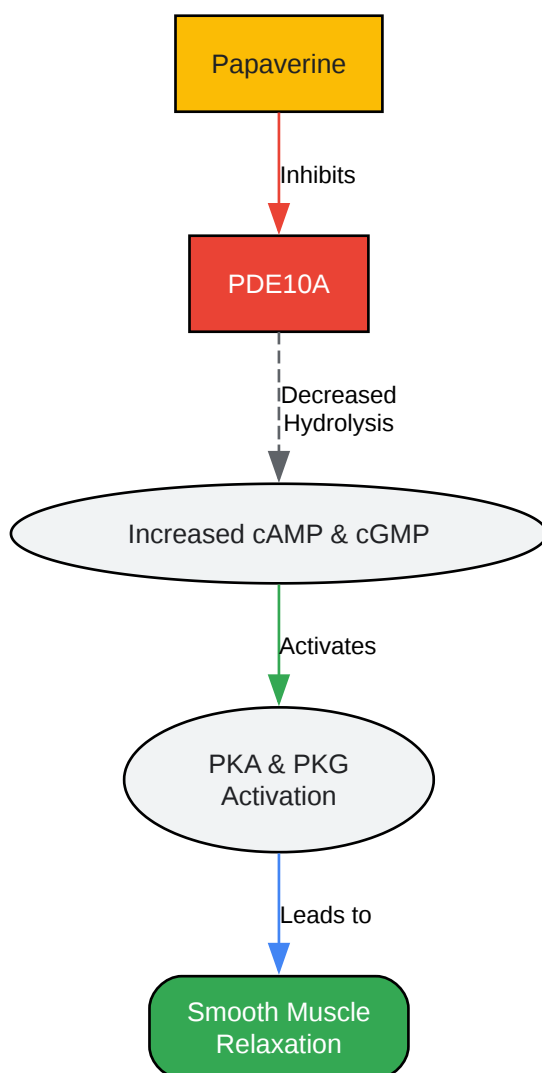 Papaverine
Inhibits
PDE10A
Decreased
Hydrolysis
Increased cAMP & cGMP
Activates
PKA & PKG
Activation
Leads to
Smooth Muscle
Relaxation